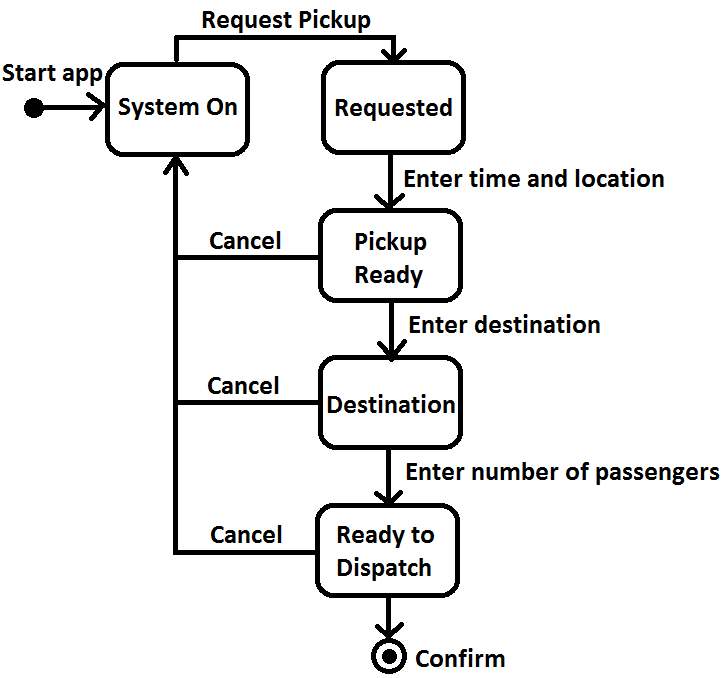 Request Pickup
Start app
System On
Requested
Enter time and location
Cancel
Pickup
Ready
Enter destination
Cancel
Destination
Enter number of passengers
Cancel
Ready to
Dispatch
Confirm